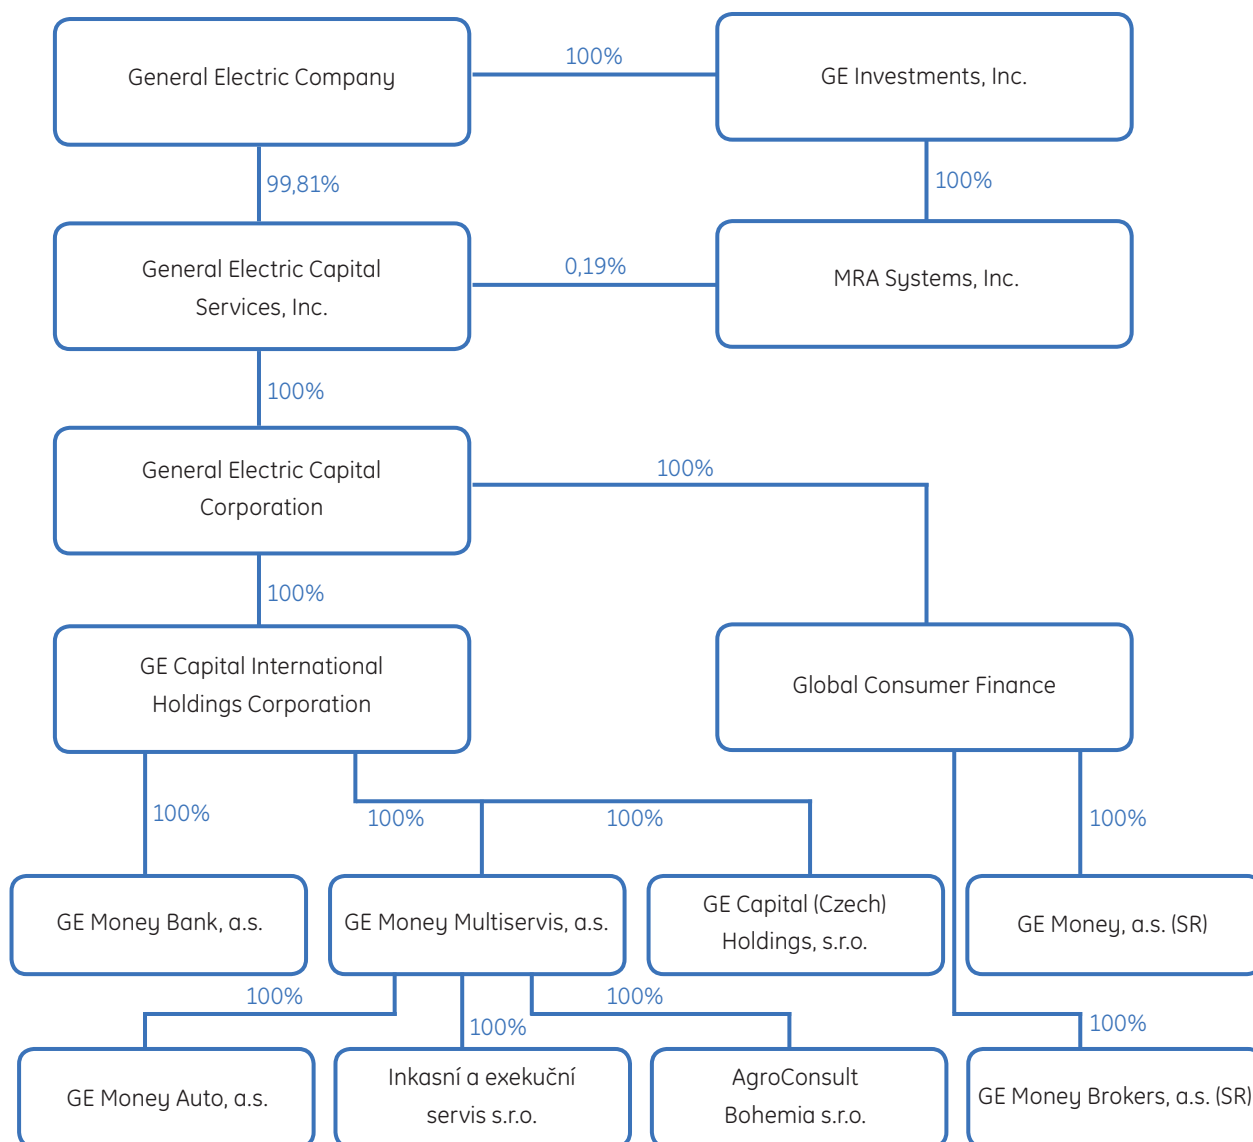 General Electric Company
100%
GE Investments, Inc.
99,81%
100%
General Electric Capital
Services, Inc.
0,19%
MRA Systems, Inc.
100%
General Electric Capital
Corporation
100%
100%
GE Capital International
Holdings Corporation
Global Consumer Finance
100%
100%
100%
100%
GE Money Bank, a.s.
GE Money Multiservis, a.s.
GE Capital (Czech)
Holdings, s.r.o.
GE Money, a.s. (SR)
100%
100%
100%
100%
GE Money Auto, a.s.
Inkasní a exekuční
servis s.r.o.
AgroConsult
Bohemia s.r.o.
GE Money Brokers, a.s. (SR)